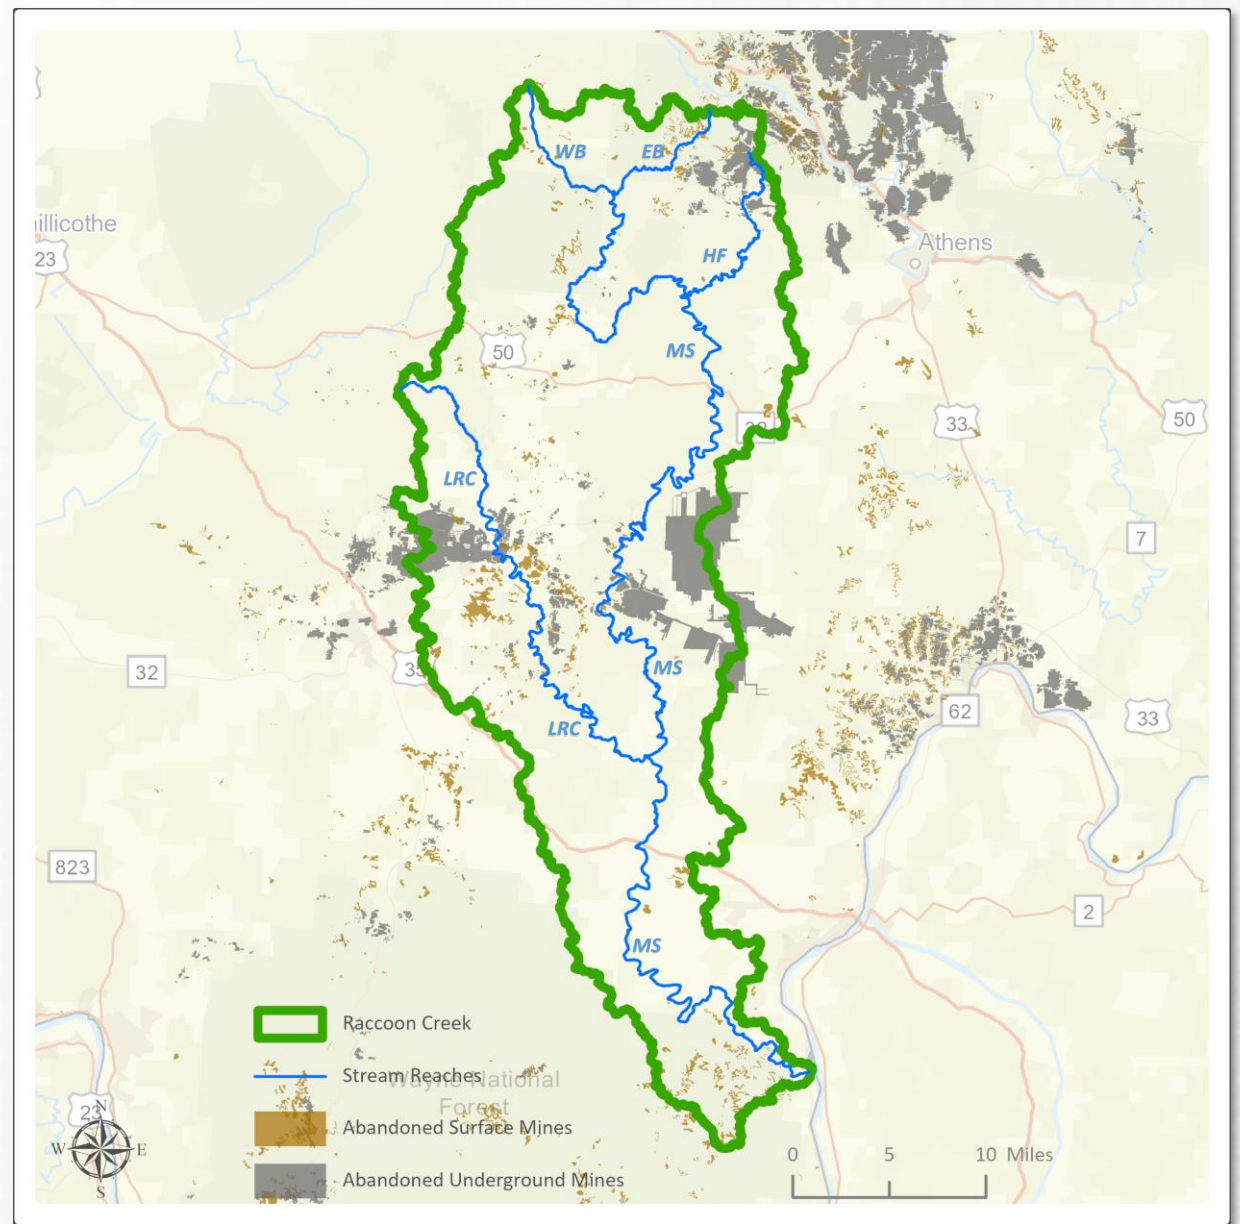 WB
EB
illicothe
23
Athens
HF
50
MS
33
50
LRC
7
32
MS
62
33
LRC
823
2
MS
Raccoon Creek
Stream Reaches
Wayne National
Forest
Abandoned Surface Mines
Abandoned Underground Mines
23
N
W
E
S
0 5 10 Miles